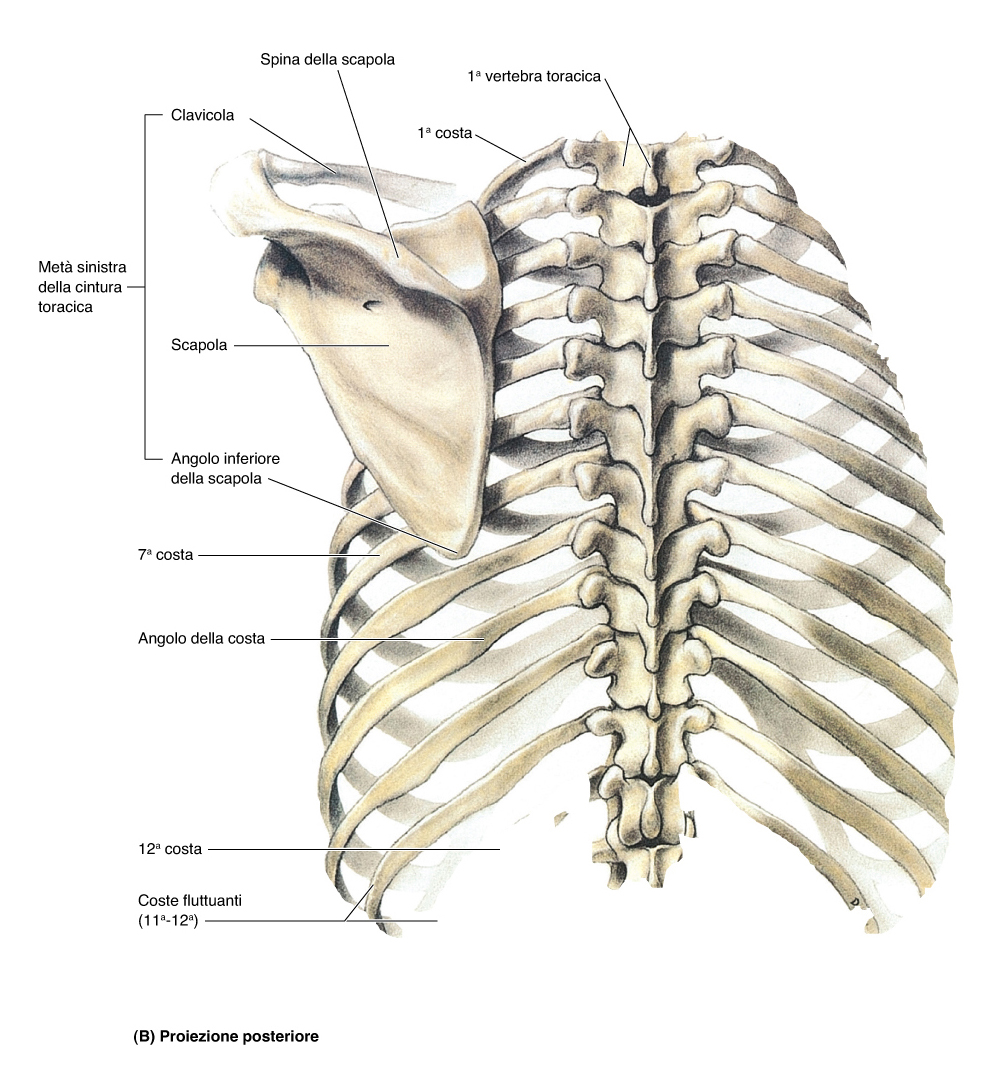 Spina della scapola
1ª vertebra toracica
Clavicola
1ª costa
Metà sinistra
della cintura
toracica
Scapola
Angolo inferiore
della scapola
7ª costa
Angolo della costa
12ª costa
Coste fluttuanti
(11ª-12ª)
(B) Proiezione posteriore